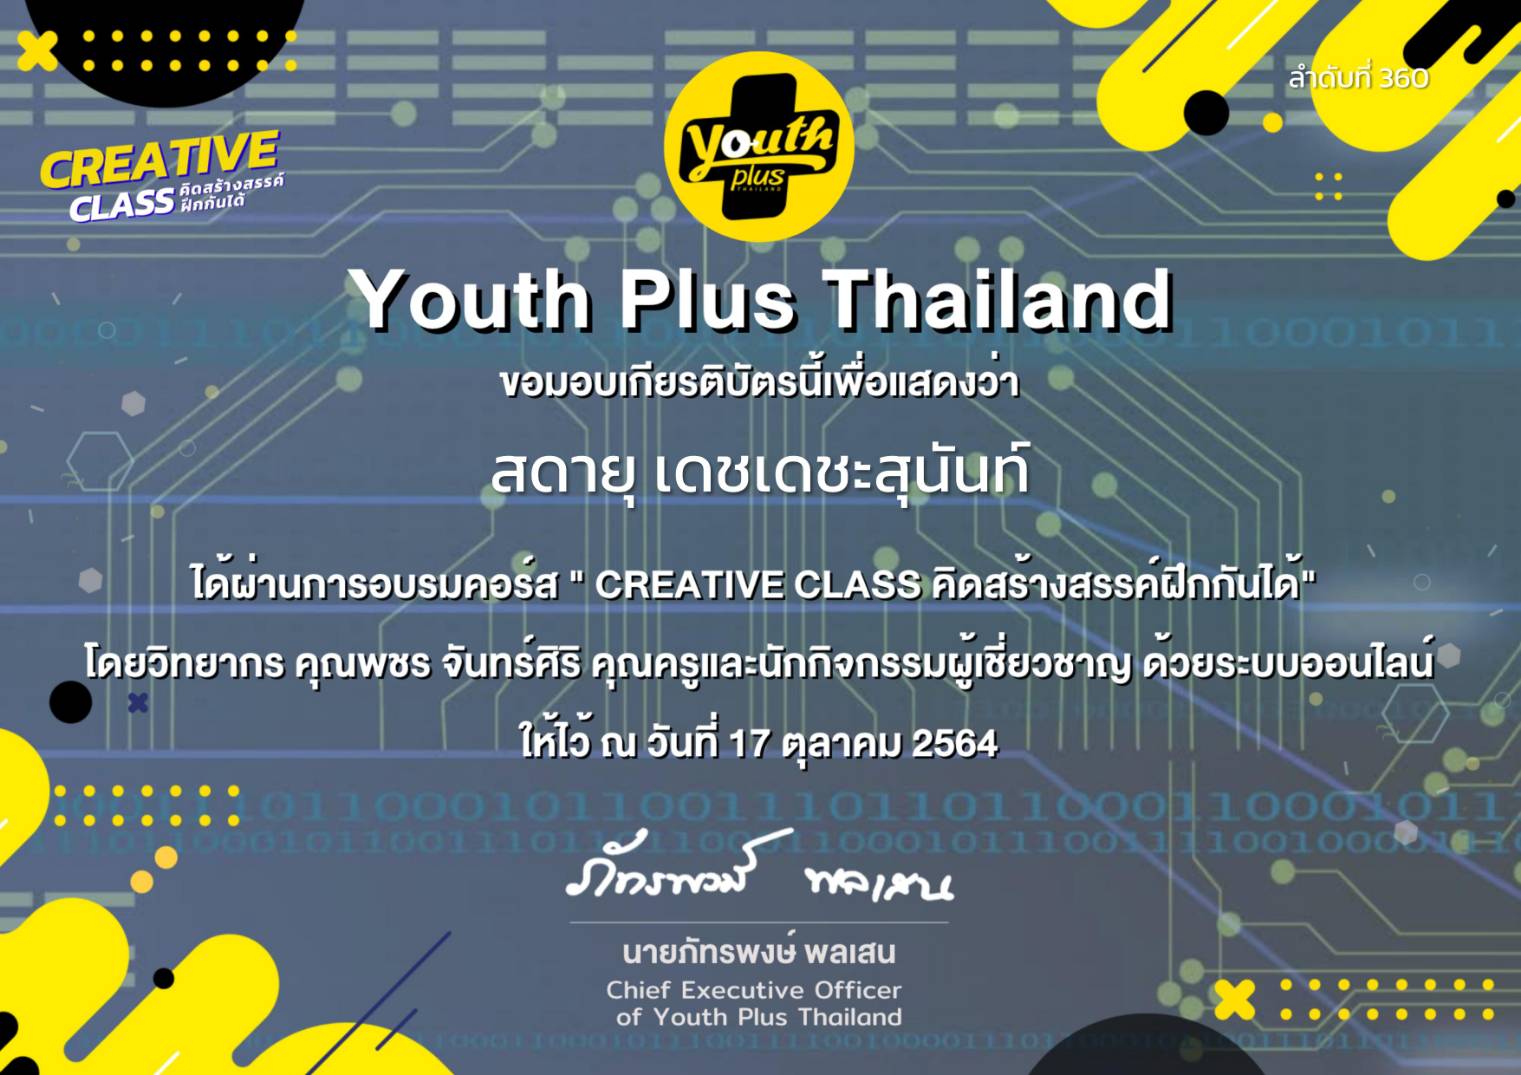 ลำดับที่ 360
CREATIVE
CLASS คิดสร้างสรรค์
ฝึกกันได้
Youth
plus
THAILAND
Youth Plus Thailand
ขอมอบเกียรติบัตรนี้เพื่อแสดงว่า
สดายุ เดชเดชะสุนันท์
ได้ผ่านการอบรมคอร์ส " CREATIVE CLASS คิดสร้างสรรค์ฝึกกันได้"
โดยวิทยากร คุณพชร จันทร์ศิริ คุณครูและนักกิจกรรมผู้เชี่ยวชาญ ด้วยระบบออนไลน์
ให้ไว้ ณ วันที่ 17 ตุลาคม 2564
ภัทรพงษ์ พลเสน
นายภัทรพงษ์ พลเสน
Chief Executive Officer
of Youth Plus Thailand